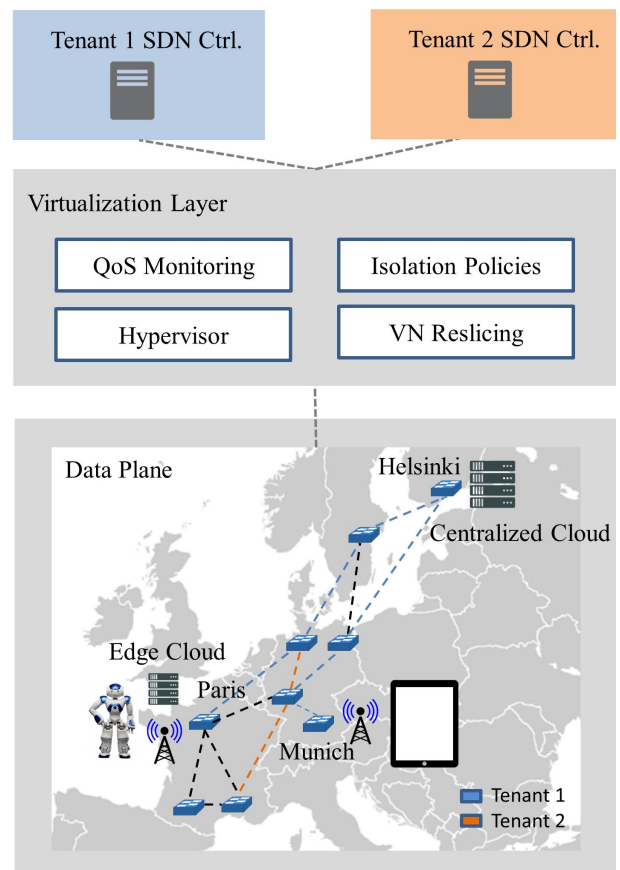 Tenant 1 SDN Ctrl.
Tenant 2 SDN Ctrl.
Virtualization Layer
QoS Monitoring
Isolation Policies
Hypervisor
VN Reslicing
Data Plane
Helsinki
Centralized Cloud
Edge Cloud
Paris
Munich
Tenant 1
Tenant 2